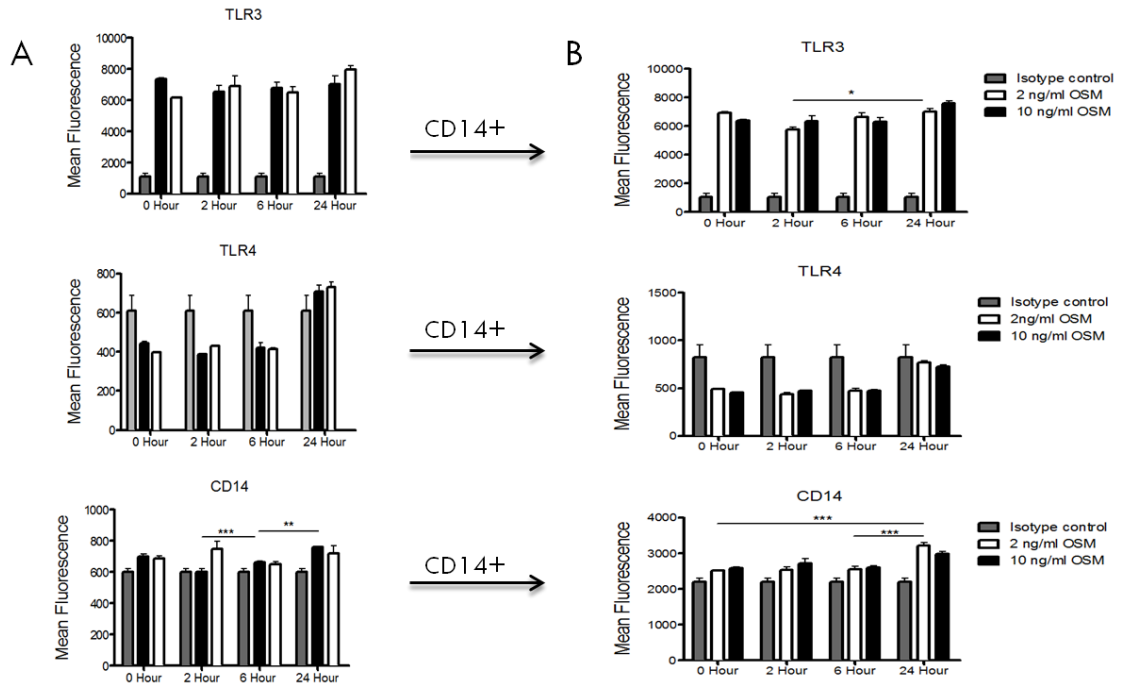 A
TLR3
Mean Fluorescence
10000
8000
6000
4000
2000
0
0 Hour 2 Hour 6 Hour 24 Hour
CD14+
B
TLR3
Mean Fluorescence
10000
8000
6000
4000
2000
0
*
0 Hour 2 Hour 6 Hour 24 Hour
Isotype control
2 ng/ml OSM
10 ng/ml OSM
TLR4
Mean Fluorescence
800
600
400
200
0
0 Hour 2 Hour 6 Hour 24 Hour
CD14+
TLR4
Mean Fluorescence
1500
1000
500
0
0 Hour 2 Hour 6 Hour 24 Hour
Isotype control
2ng/ml OSM
10 ng/ml OSM
CD14
Mean Fluorescence
1000
800
600
400
200
0
*** **
0 Hour 2 Hour 6 Hour 24 Hour
CD14+
CD14
Mean Fluorescence
4000
3000
2000
1000
0
***
***
0 Hour 2 Hour 6 Hour 24 Hour
Isotype control
2 ng/ml OSM
10 ng/ml OSM